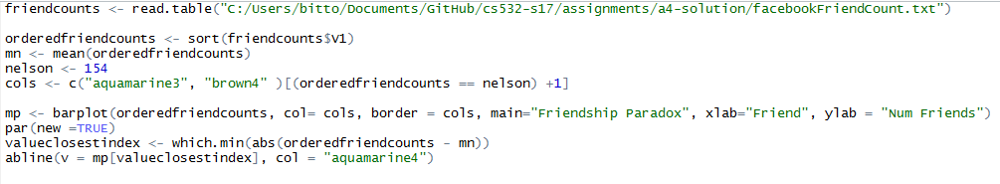 friendcounts <- read.table("C:/Users/bitto/Documents/GitHub/cs532-s17/assignments/a4-solution/facebookFriendCount.txt")
orderedfriendcounts <- sort(friendcounts$V1)
mn <- mean(orderedfriendcounts)
nelson <- 154
cols <- c("aquamarine3", "brown4" )[(orderedfriendcounts == nelson) +1]
mp <- barplot(orderedfriendcounts, col= cols, border = cols, main="Friendship Paradox", xlab="Friend", ylab = "Num Friends")
par(new =TRUE)
valueclosestindex <- which.min(abs(orderedfriendcounts - mn))
abline(v = mp[valueclosestindex], col = "aquamarine4")